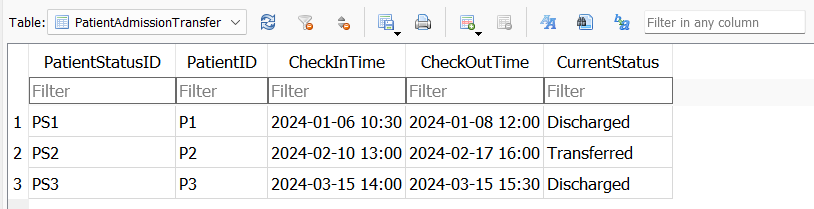 Table: PatientAdmissionTransfer Filter in any column
PatientStatusID PatientID CheckInTime CheckOutTime CurrentStatus
Filter Filter Filter Filter Filter
1 PS1 P1 2024-01-06 10:30 2024-01-08 12:00 Discharged
2 PS2 P2 2024-02-10 13:00 2024-02-17 16:00 Transferred
3 PS3 P3 2024-03-15 14:00 2024-03-15 15:30 Discharged